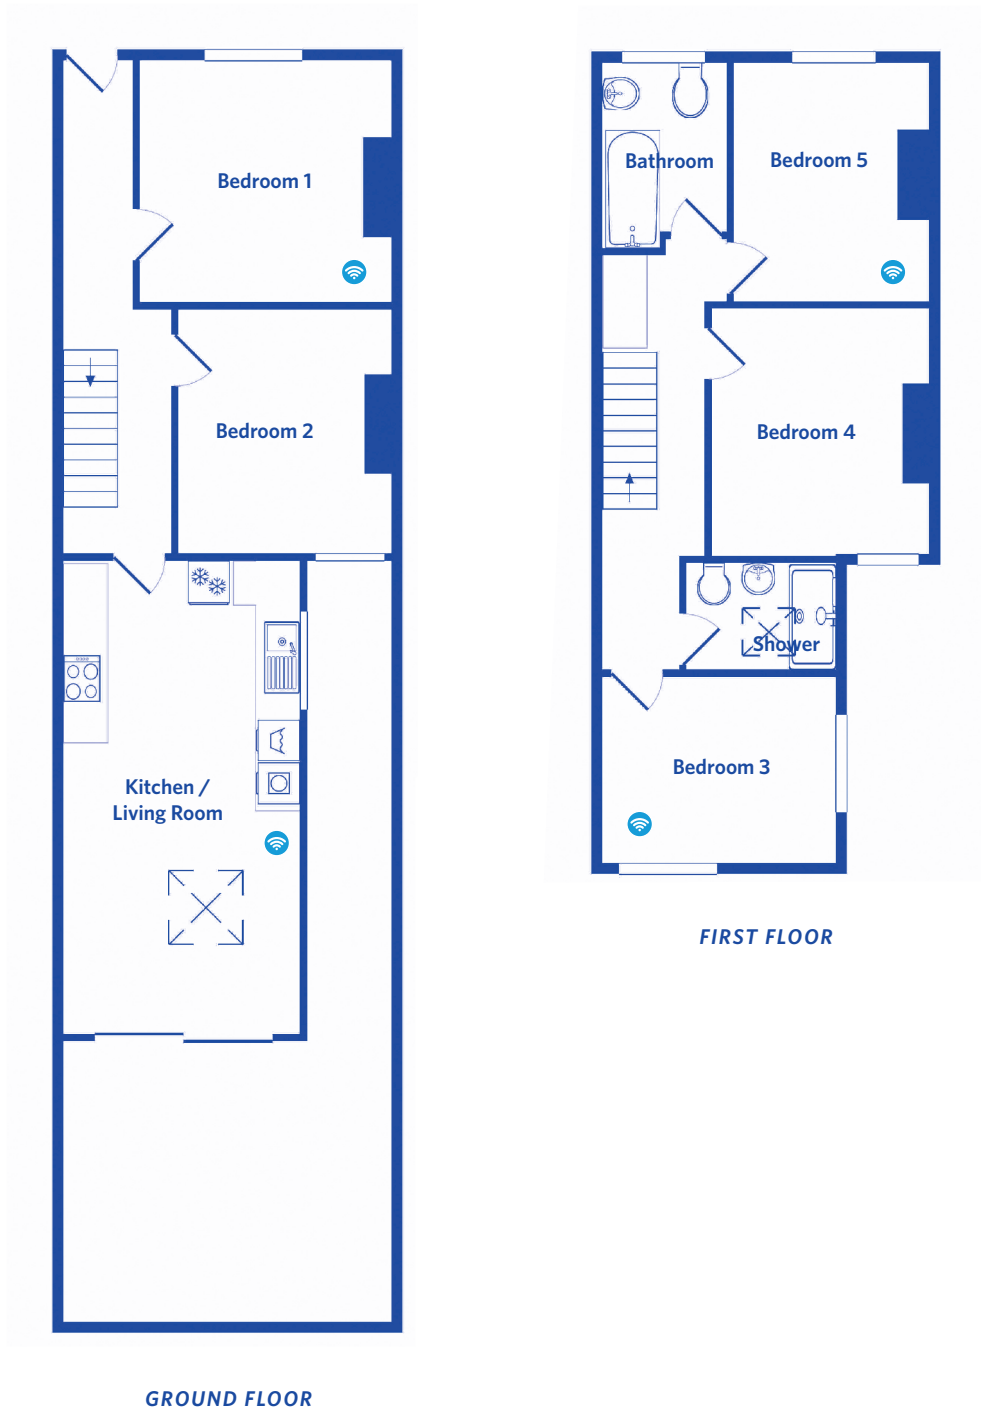 Bedroom 1
Bedroom 2
Kitchen /
Living Room
GROUND FLOOR
Bathroom
Bedroom 5
Bedroom 4
Shower
Bedroom 3
FIRST FLOOR